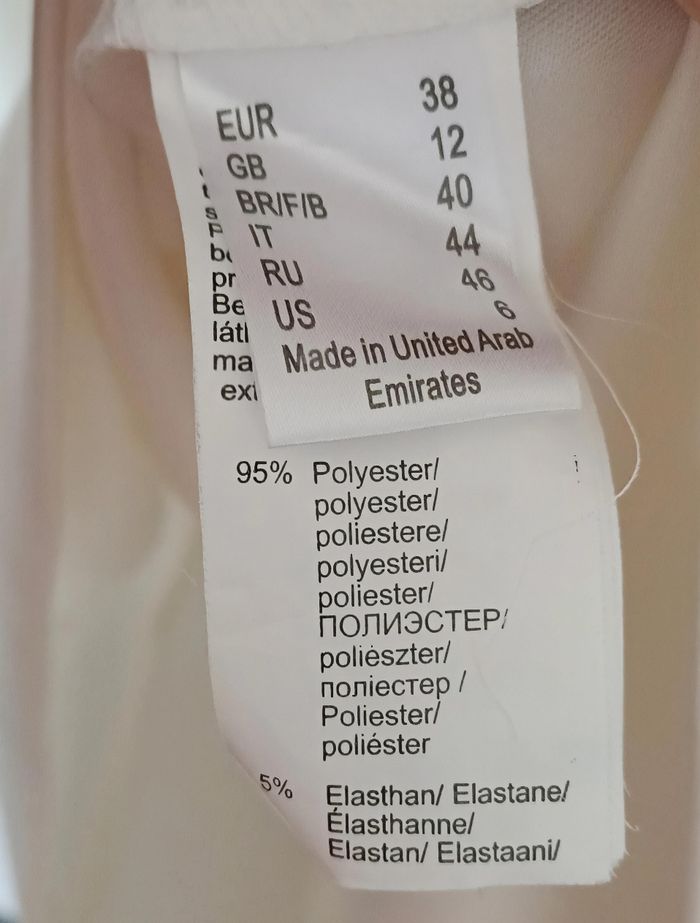 EUR 38
GB 12
BR/F/B 40
IT 44
RU 46
US 6
Made in United Arab
Emirates
95% Polyester/
polyester/
poliestere/
polyesteri/
poliester/
ПОЛИЭСТЕР/
poliészter/
поліестер /
Poliester/
poliéster
5% Elasthan/ Elastane/
Élasthanne/
Elastan/ Elastaani/